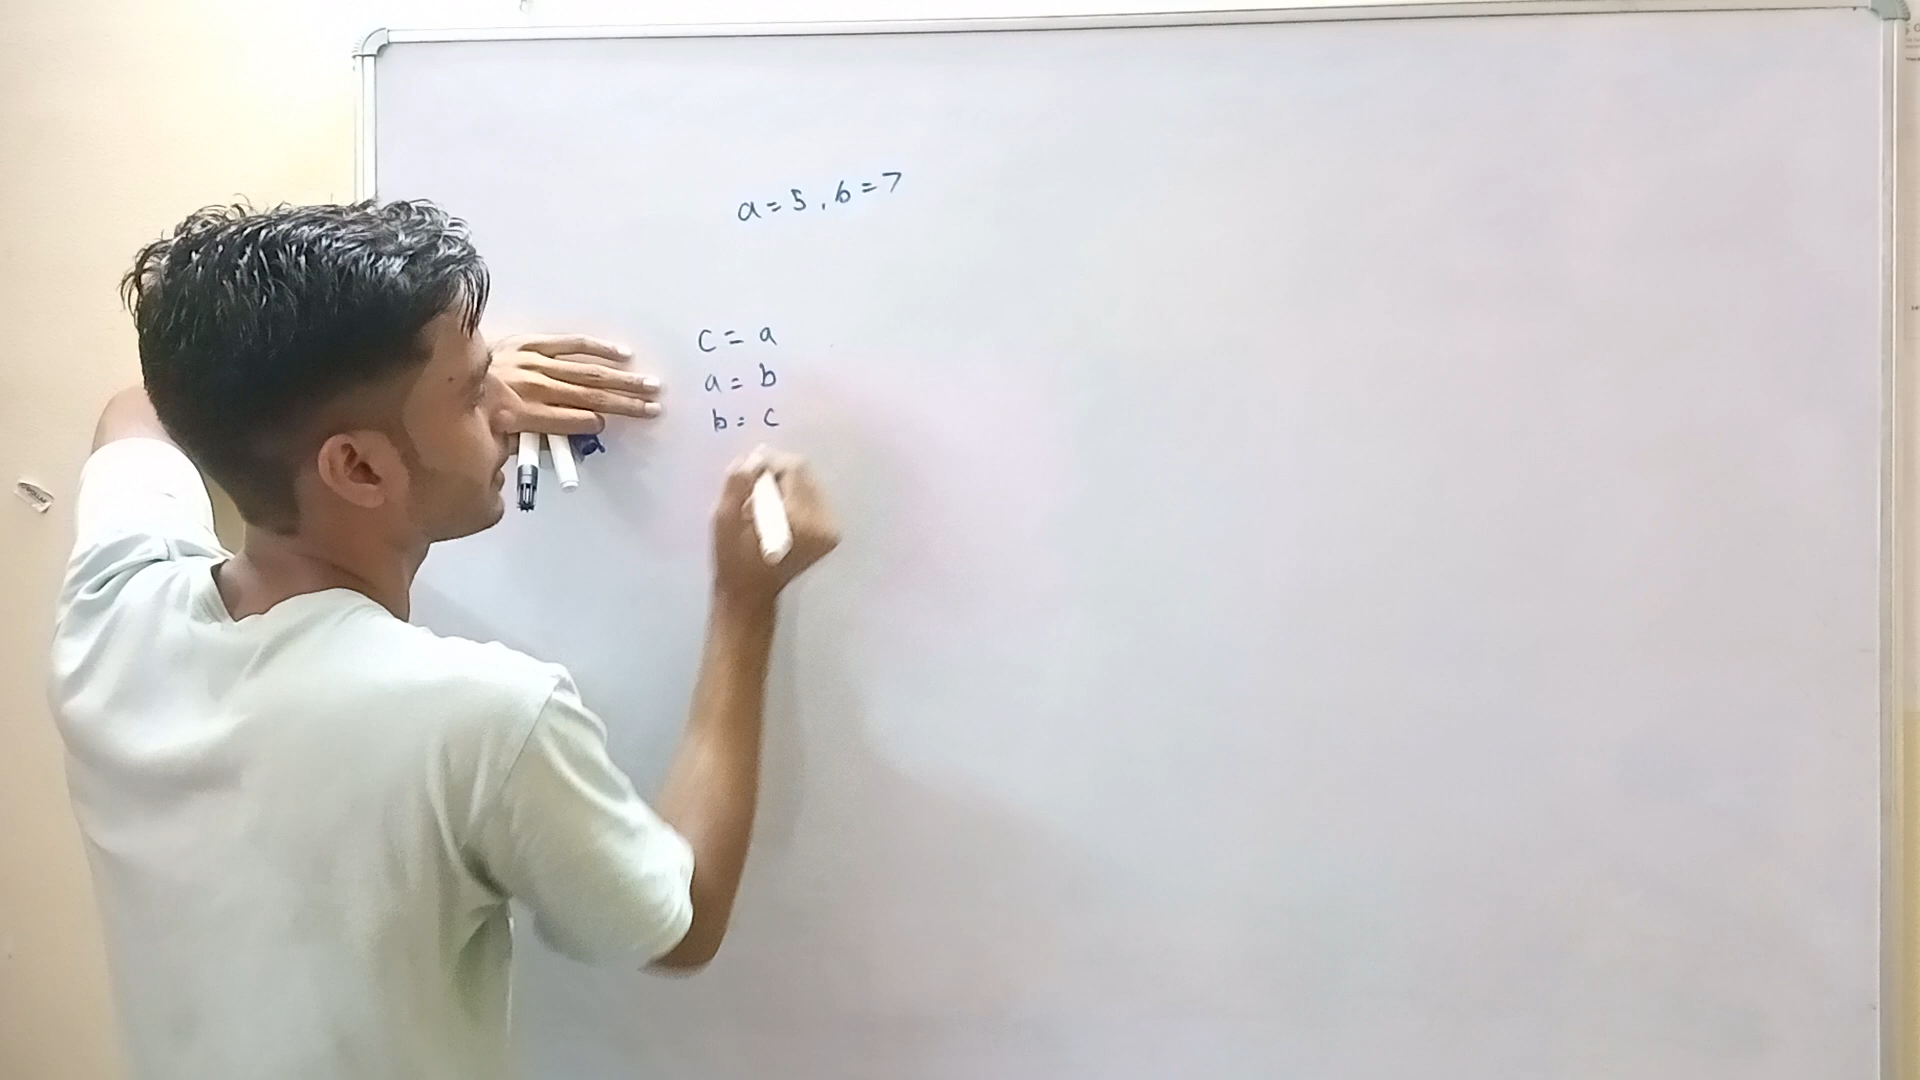 a = 5, b = 7
c = a
a = b
b = c